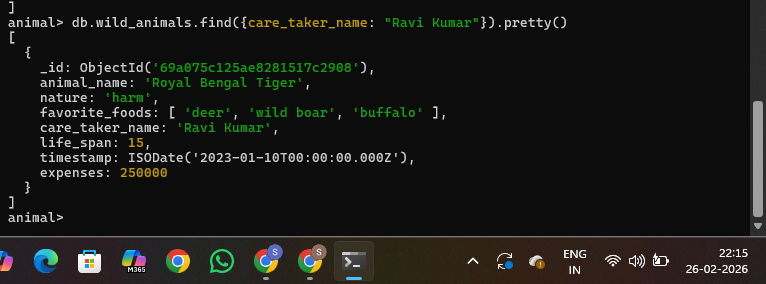 ]
animal> db.wild_animals.find({care_taker_name: "Ravi Kumar"}).pretty()
[
  {
    _id: ObjectId('69a075c125ae8281517c2908'),
    animal_name: 'Royal Bengal Tiger',
    nature: 'harm',
    favorite_foods: [ 'deer', 'wild boar', 'buffalo' ],
    care_taker_name: 'Ravi Kumar',
    life_span: 15,
    timestamp: ISODate('2023-01-10T00:00:00.000Z'),
    expenses: 250000
  }
]
animal>
M365
S
S
ENG
IN
22:15
26-02-2026